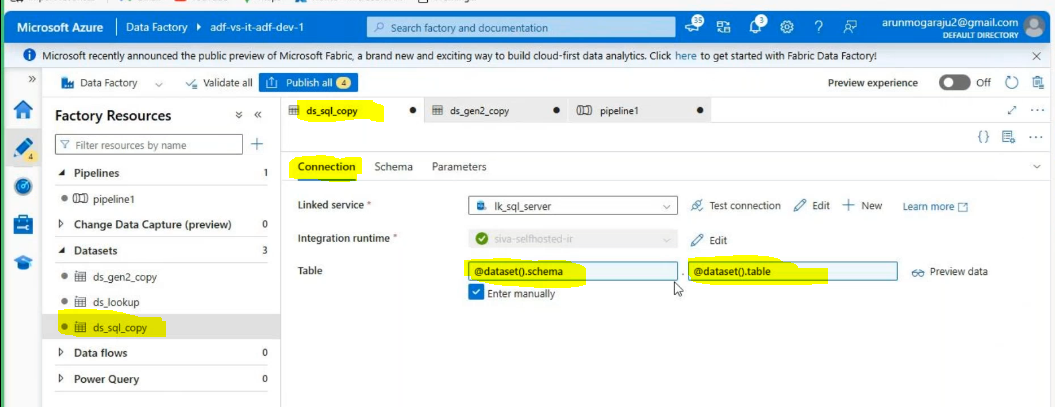 Microsoft Azure | Data Factory ▸ adf-vs-it-adf-dev-1
Search factory and documentation
35
3
arunmogaraju2@gmail.com
DEFAULT DIRECTORY
Microsoft recently announced the public preview of Microsoft Fabric, a brand new and exciting way to build cloud-first data analytics. Click here to get started with Fabric Data Factory!
Data Factory
Validate all
Publish all 4
Preview experience
Off
4
Factory Resources
Filter resources by name
Pipelines 1
pipeline1
Change Data Capture (preview) 0
Datasets 3
ds_gen2_copy
ds_lookup
ds_sql_copy
Data flows 0
Power Query 0
ds_sql_copy
ds_gen2_copy
pipeline1
Connection
Schema
Parameters
Linked service *
lk_sql_server
Test connection
Edit
New
Learn more
Integration runtime *
siva-selfhosted-ir
Edit
Table
@dataset().schema . @dataset().table
Preview data
Enter manually